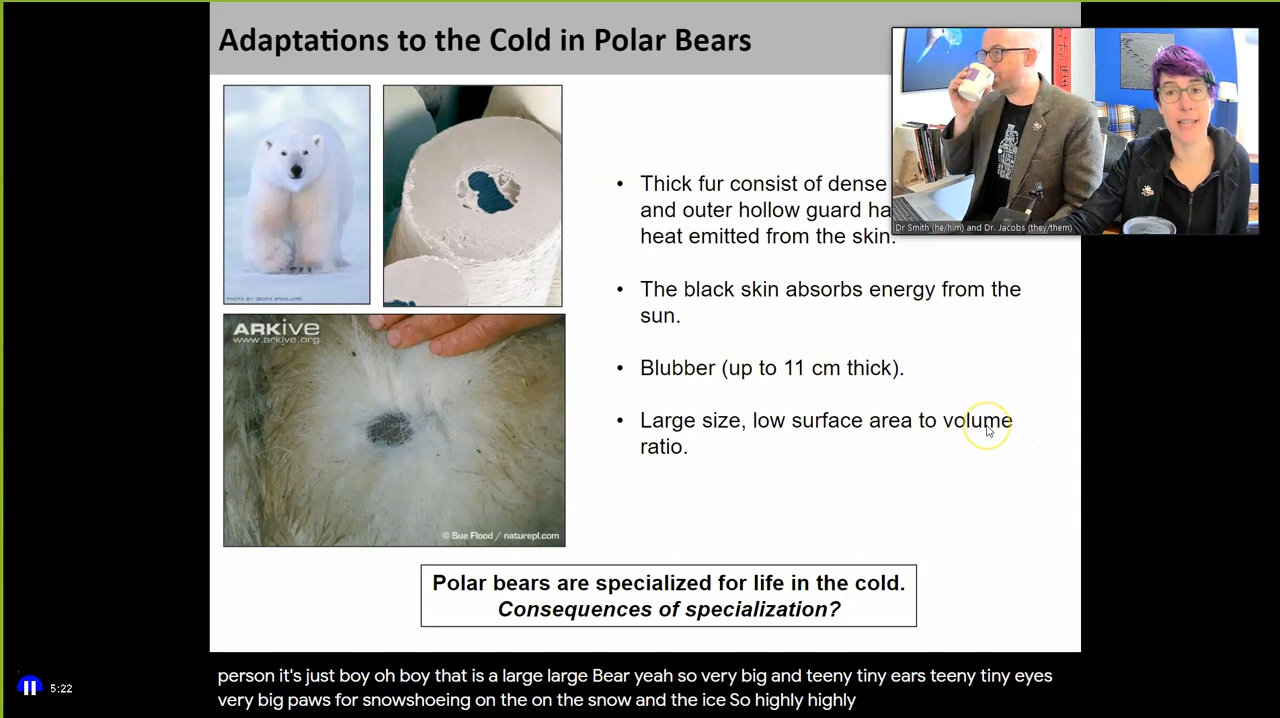 Adaptations to the Cold in Polar Bears
PHOTO BY GEORG BANGJORD
ARKive
www.arkive.org
© Sue Flood / naturepl.com
• Thick fur consist of dense
and outer hollow guard ha
heat emitted from the skin.
• The black skin absorbs energy from the
sun.
• Blubber (up to 11 cm thick).
• Large size, low surface area to volume
ratio.
Dr Smith (he/him) and Dr. Jacobs (they/them)
Polar bears are specialized for life in the cold.
Consequences of specialization?
5:22
person it's just boy oh boy that is a large large Bear yeah so very big and teeny tiny ears teeny tiny eyes
very big paws for snowshoeing on the on the snow and the ice So highly highly